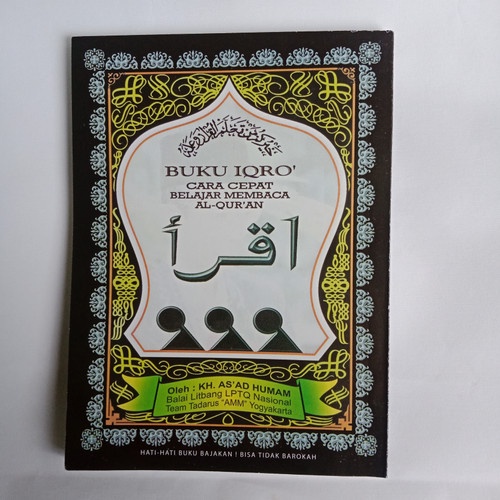 BUKU IQRO'
CARA CEPAT
BELAJAR MEMBACA
AL-QUR'AN
اقرأ
Oleh : KH. AS'AD HUMAM
Balai Litbang LPTQ Nasional
Team Tadarus "AMM" Yogyakarta
HATI-HATI BUKU BAJAKAN ! BISA TIDAK BAROKAH